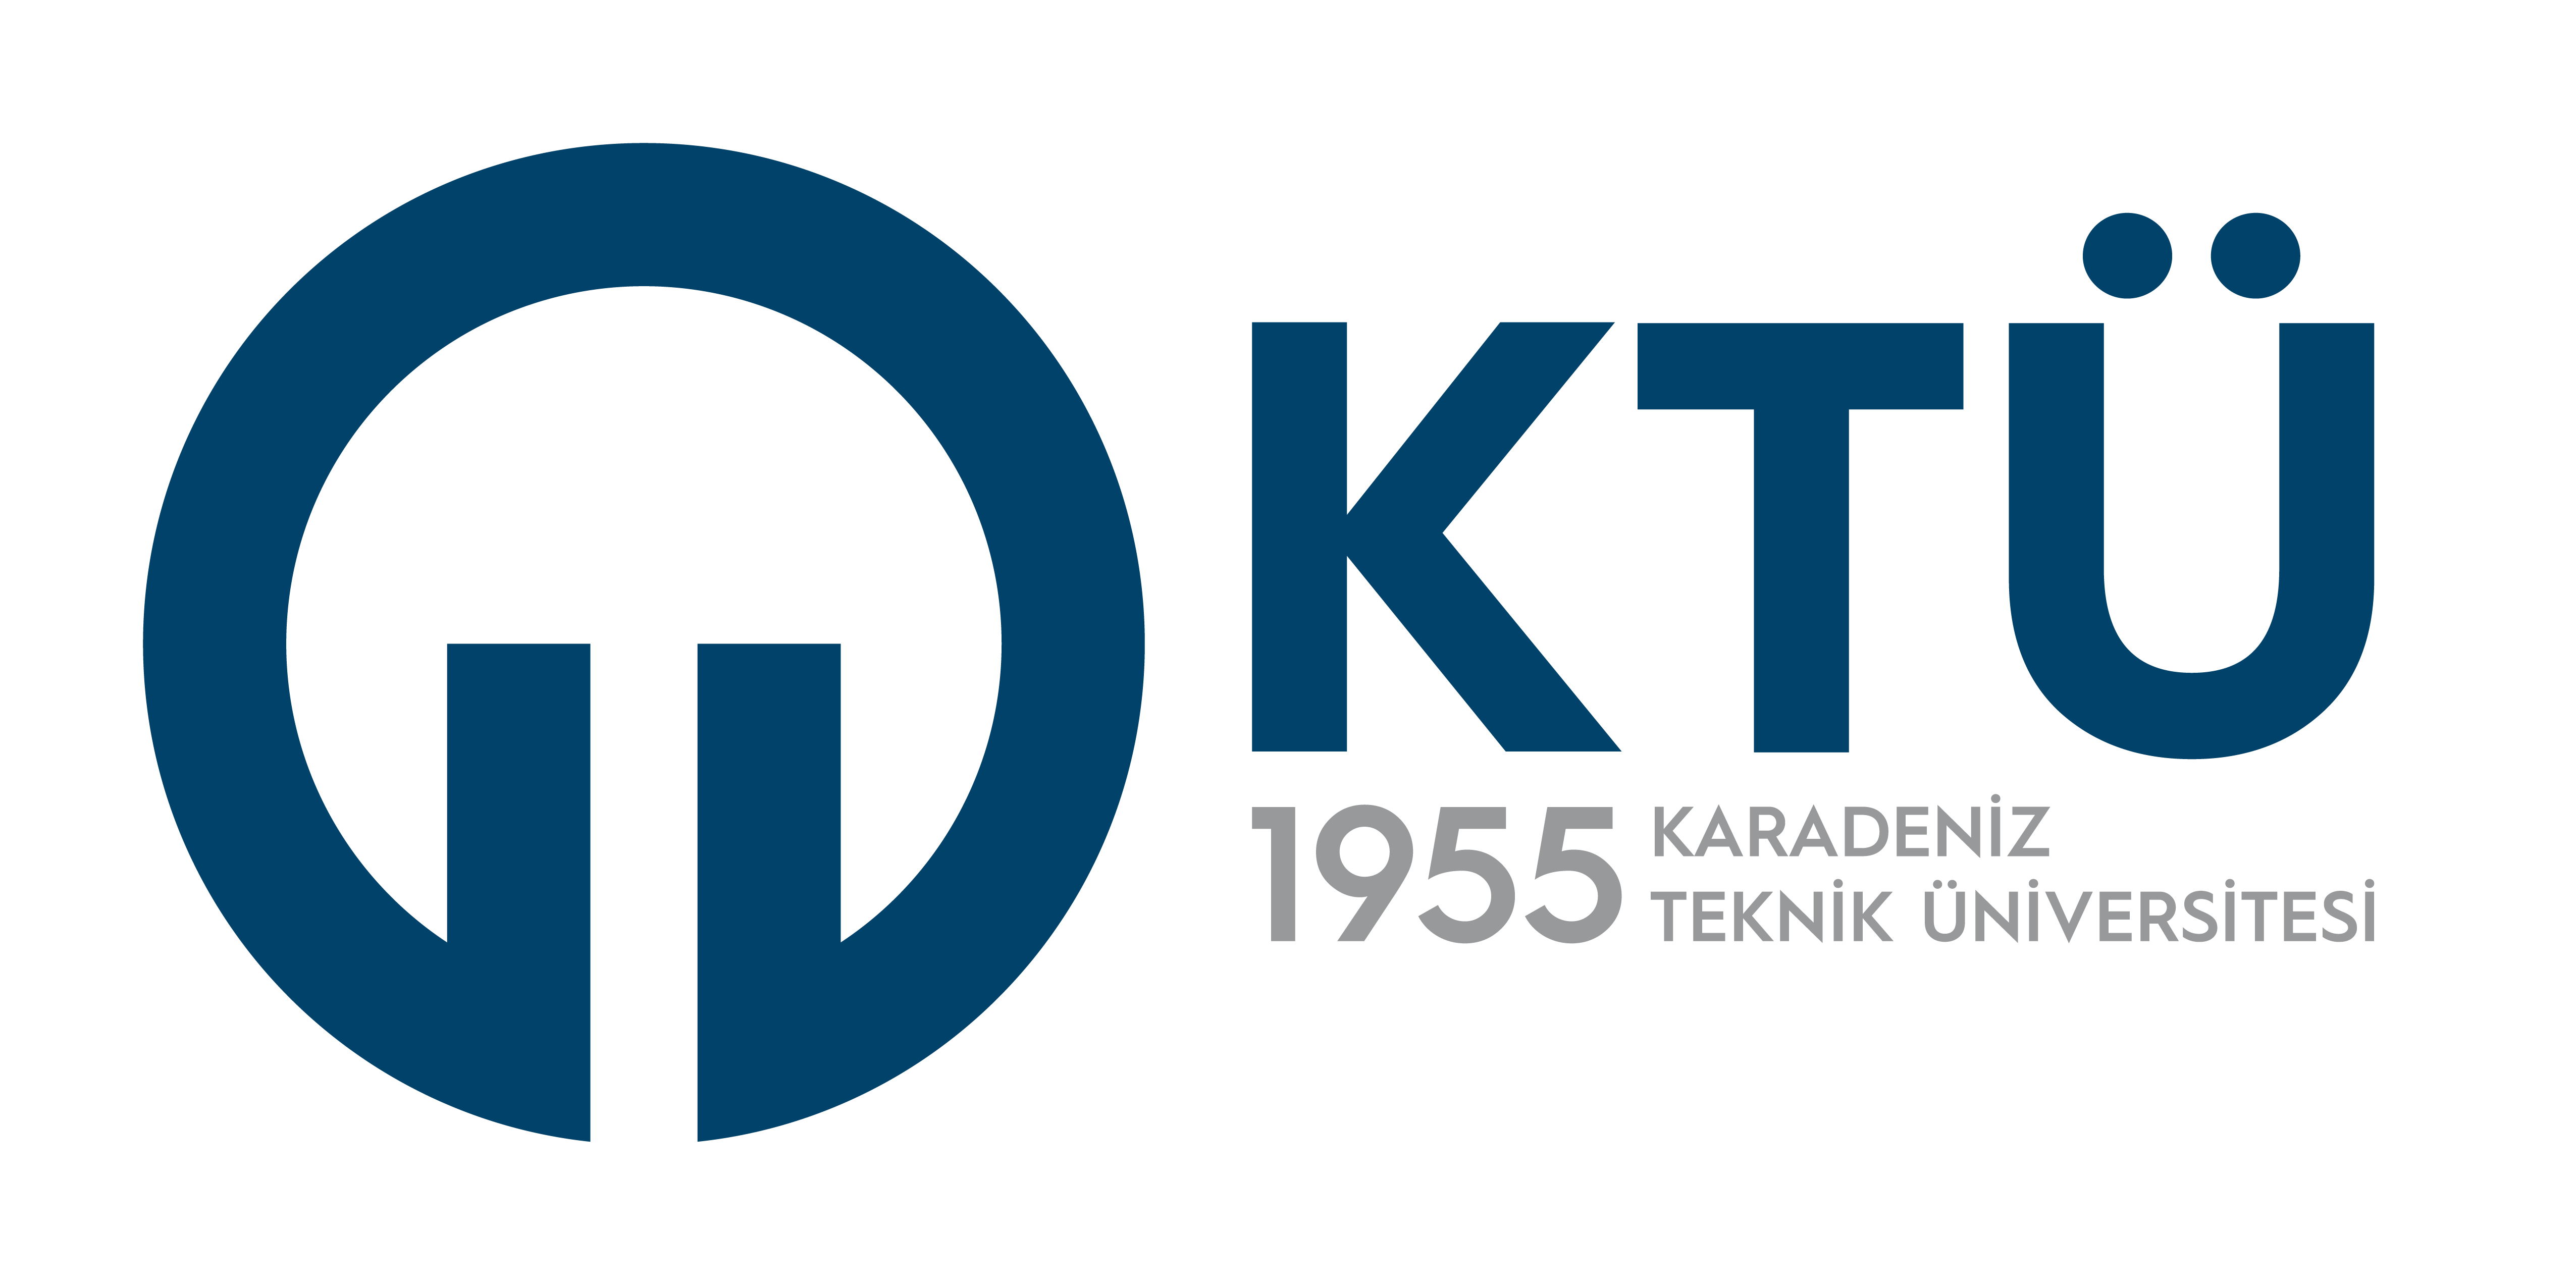 KTÜ
1955
KARADENİZ
TEKNİK ÜNİVERSİTESİ